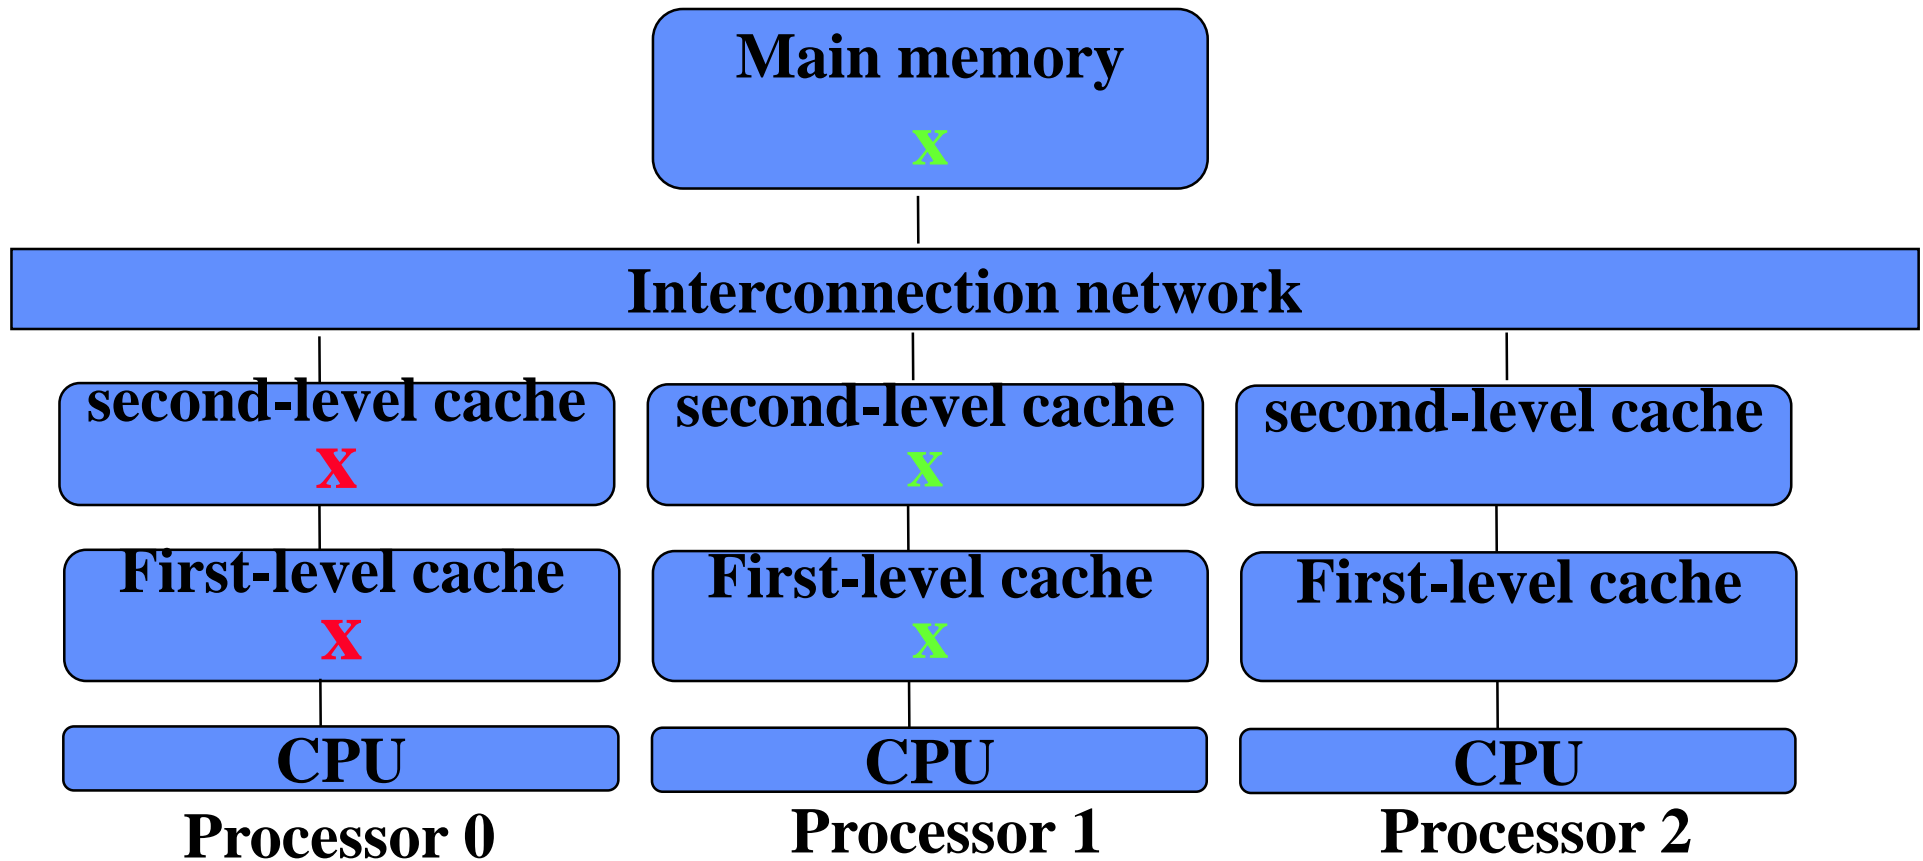 Main memory
x
Interconnection network
second-level cache
x
second-level cache
x
second-level cache
First-level cache
x
First-level cache
x
First-level cache
CPU
CPU
CPU
Processor 0
Processor 1
Processor 2